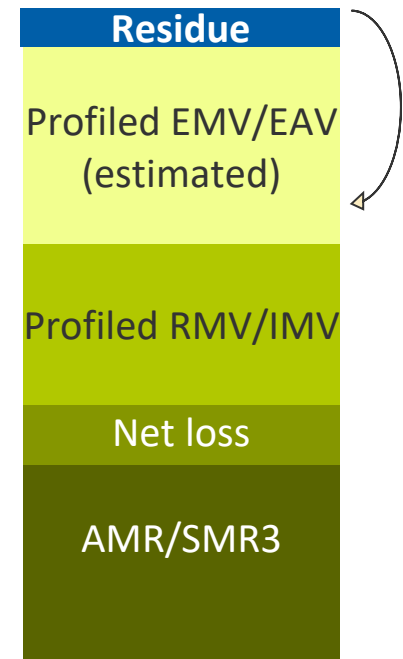 Residue
Profiled EMV/EAV
(estimated)
Profiled RMV/IMV
Net loss
AMR/SMR3